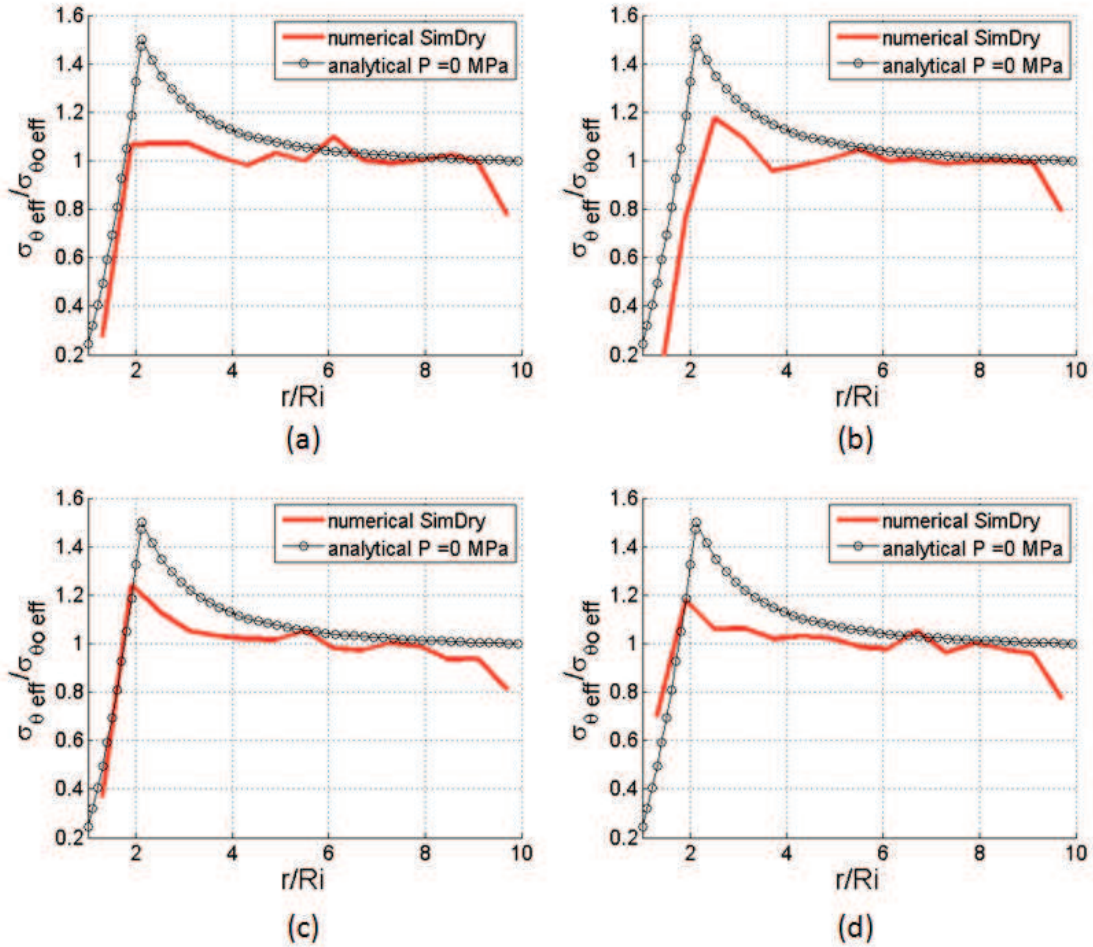 1.6
1.4
1.2
1
0.8
0.6
0.4
0.2
σθ eff/σθo eff
numerical SimDry
analytical P =0 MPa
2 4 6 8 10
r/Ri
(a)
1.6
1.4
1.2
1
0.8
0.6
0.4
0.2
σθ eff/σθo eff
numerical SimDry
analytical P =0 MPa
2 4 6 8 10
r/Ri
(b)
1.6
1.4
1.2
1
0.8
0.6
0.4
0.2
σθ eff/σθo eff
numerical SimDry
analytical P =0 MPa
2 4 6 8 10
r/Ri
(c)
1.6
1.4
1.2
1
0.8
0.6
0.4
0.2
σθ eff/σθo eff
numerical SimDry
analytical P =0 MPa
2 4 6 8 10
r/Ri
(d)